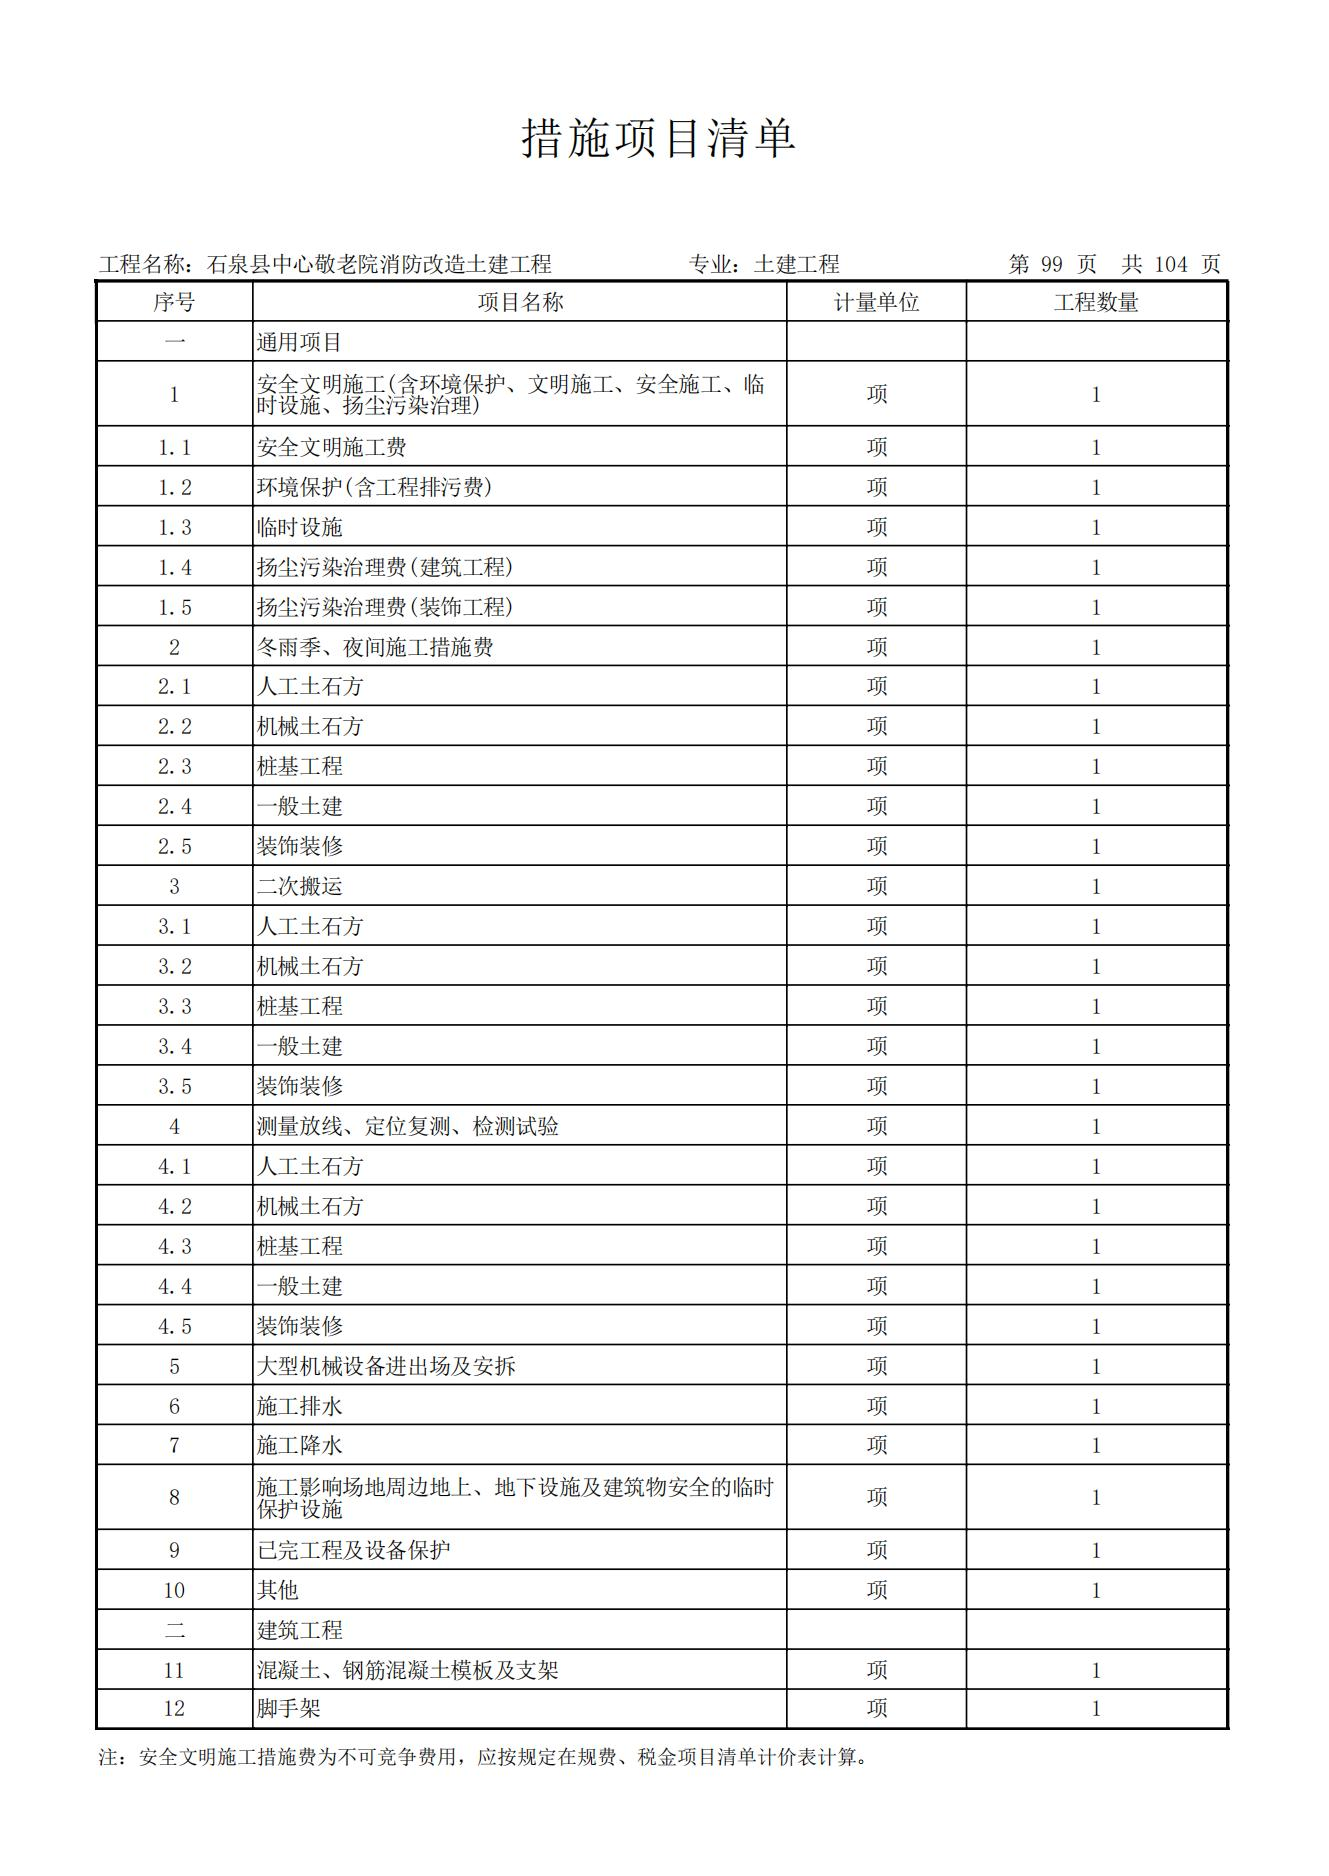 措施项目清单
工程名称：石泉县中心敬老院消防改造土建工程 专业：土建工程 第 99 页 共 104 页
序号 项目名称 计量单位 工程数量
一 通用项目
1 安全文明施工(含环境保护、文明施工、安全施工、临
时设施、扬尘污染治理) 项 1
1.1 安全文明施工费 项 1
1.2 环境保护(含工程排污费) 项 1
1.3 临时设施 项 1
1.4 扬尘污染治理费(建筑工程) 项 1
1.5 扬尘污染治理费(装饰工程) 项 1
2 冬雨季、夜间施工措施费 项 1
2.1 人工土石方 项 1
2.2 机械土石方 项 1
2.3 桩基工程 项 1
2.4 一般土建 项 1
2.5 装饰装修 项 1
3 二次搬运 项 1
3.1 人工土石方 项 1
3.2 机械土石方 项 1
3.3 桩基工程 项 1
3.4 一般土建 项 1
3.5 装饰装修 项 1
4 测量放线、定位复测、检测试验 项 1
4.1 人工土石方 项 1
4.2 机械土石方 项 1
4.3 桩基工程 项 1
4.4 一般土建 项 1
4.5 装饰装修 项 1
5 大型机械设备进出场及安拆 项 1
6 施工排水 项 1
7 施工降水 项 1
8 施工影响场地周边地上、地下设施及建筑物安全的临时
保护设施 项 1
9 已完工程及设备保护 项 1
10 其他 项 1
二 建筑工程
11 混凝土、钢筋混凝土模板及支架 项 1
12 脚手架 项 1
注：安全文明施工措施费为不可竞争费用，应按规定在规费、税金项目清单计价表计算。